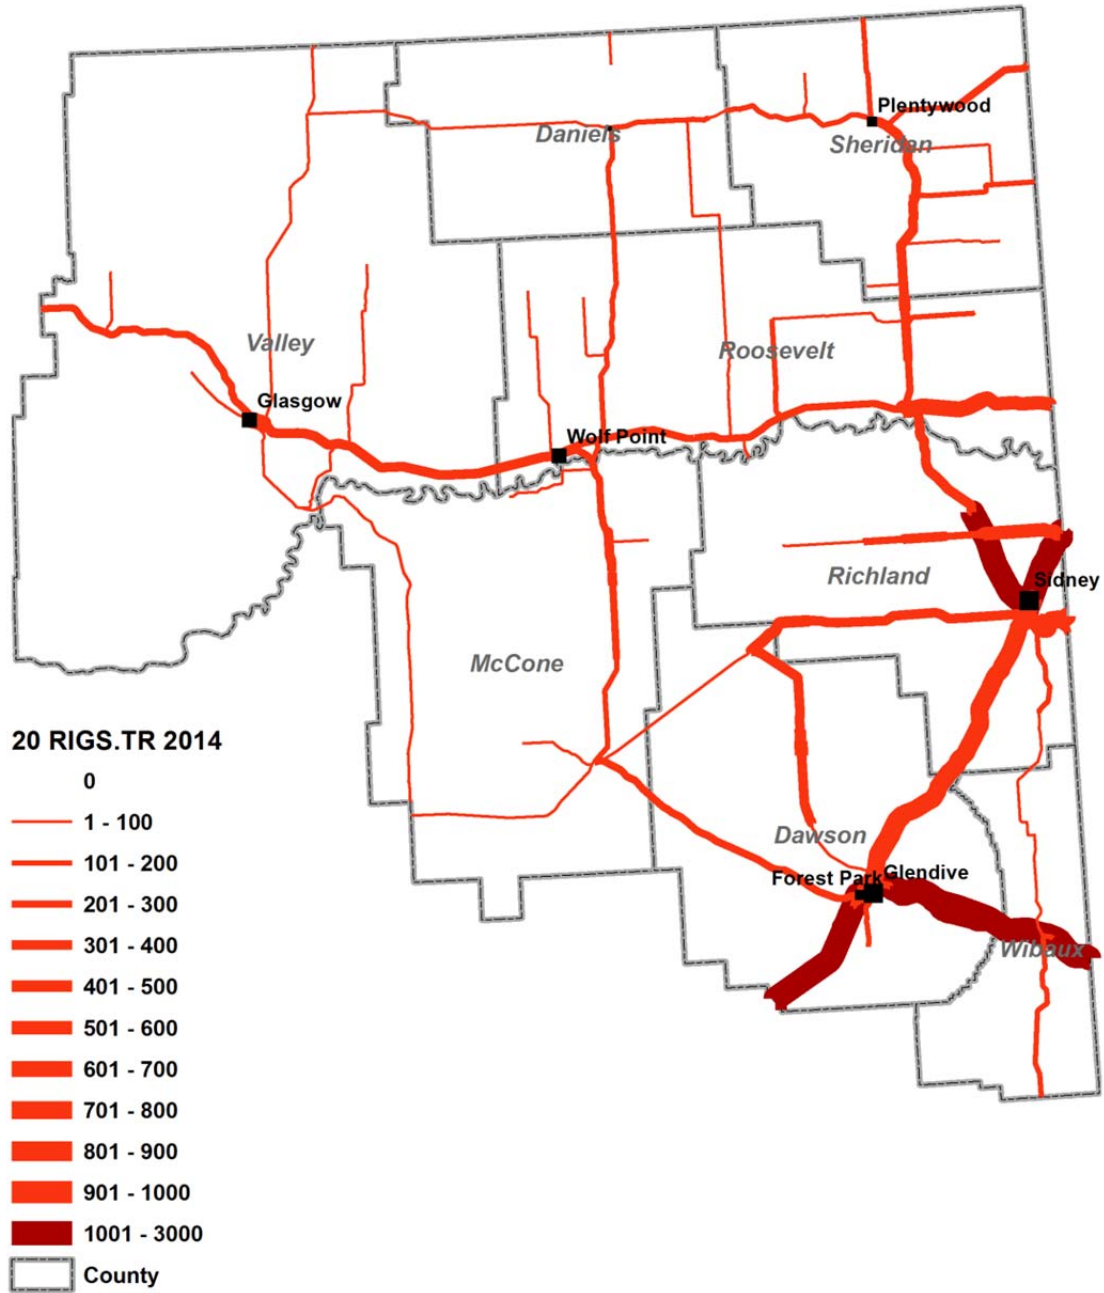 Plentywood
Daniels
Sheridan
Valley
Roosevelt
Glasgow
Wolf Point
Richland
Sidney
McCone
20 RIGS.TR 2014
0
1 - 100
101 - 200
201 - 300
301 - 400
401 - 500
501 - 600
601 - 700
701 - 800
801 - 900
901 - 1000
1001 - 3000
County
Dawson
Forest Park
Glendive
Wibaux